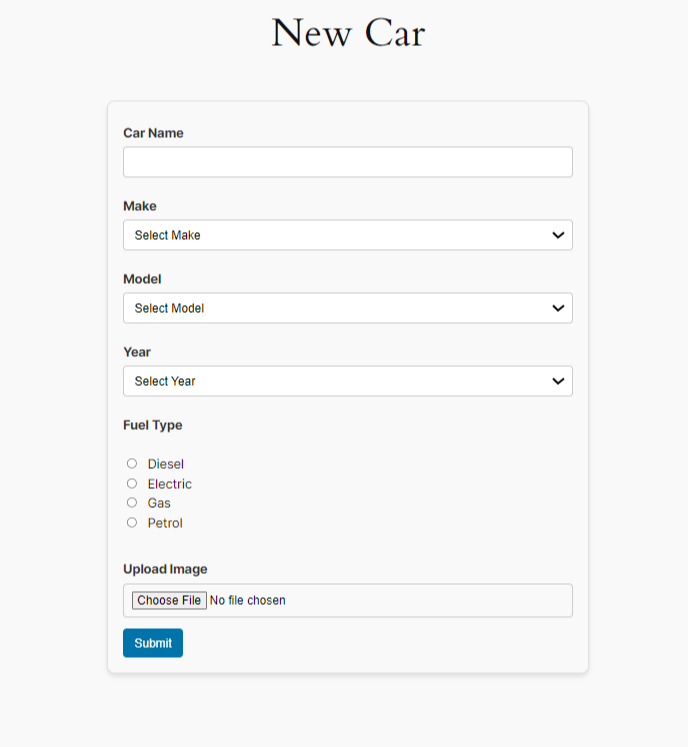 New Car
Car Name
Make
Select Make
Model
Select Model
Year
Select Year
Fuel Type
Diesel
Electric
Gas
Petrol
Upload Image
Choose File No file chosen
Submit